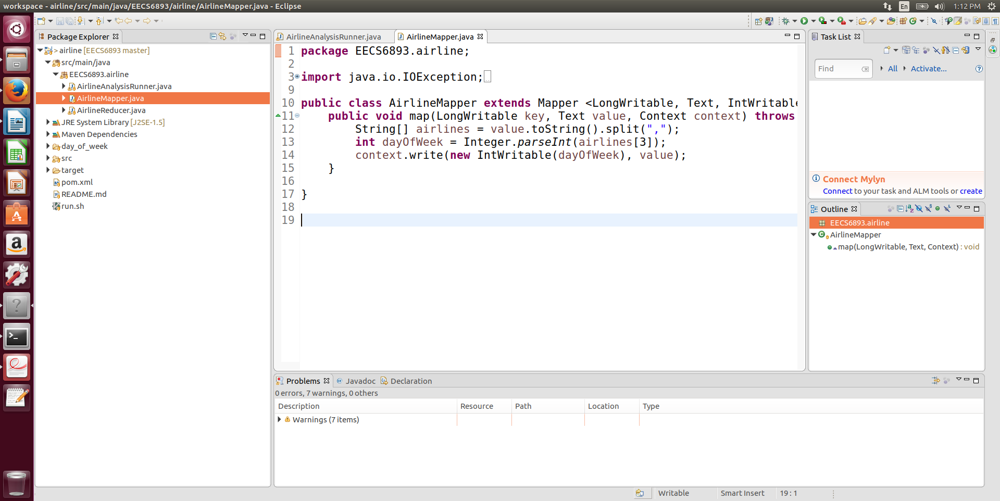 workspace - airline/src/main/java/EECS6893/airline/AirlineMapper.java - Eclipse
En
1:12 PM
Package Explorer
> airline [EECS6893 master]
src/main/java
EECS6893.airline
AirlineAnalysisRunner.java
AirlineMapper.java
AirlineReducer.java
JRE System Library [J2SE-1.5]
Maven Dependencies
day_of_week
src
target
pom.xml
README.md
run.sh
AirlineAnalysisRunner.java
AirlineMapper.java
1 package EECS6893.airline;
2
3 import java.io.IOException;
9
10 public class AirlineMapper extends Mapper <LongWritable, Text, IntWritable
11 public void map(LongWritable key, Text value, Context context) throws
12 String[] airlines = value.toString().split(",");
13 int dayOfWeek = Integer.parseInt(airlines[3]);
14 context.write(new IntWritable(dayOfWeek), value);
15 }
16
17 }
18
19
Task List
Find
All
Activate...
Connect Mylyn
Connect to your task and ALM tools or create
Outline
EECS6893.airline
AirlineMapper
map(LongWritable, Text, Context) : void
Problems
@ Javadoc
Declaration
0 errors, 7 warnings, 0 others
Description Resource Path Location Type
Warnings (7 items)
Writable
Smart Insert
19 : 1